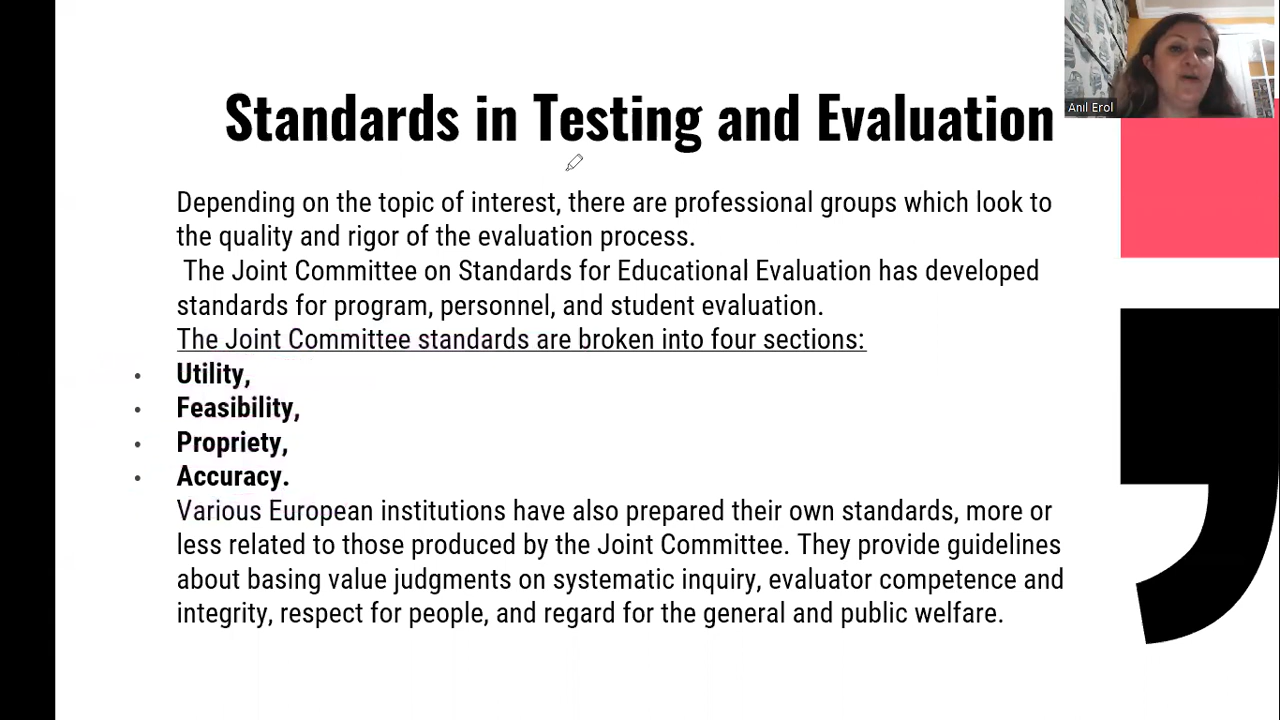 Standards in Testing and Evaluation
Anil Erol
Depending on the topic of interest, there are professional groups which look to
the quality and rigor of the evaluation process.
The Joint Committee on Standards for Educational Evaluation has developed
standards for program, personnel, and student evaluation.
The Joint Committee standards are broken into four sections:
• Utility,
• Feasibility,
• Propriety,
• Accuracy.
Various European institutions have also prepared their own standards, more or
less related to those produced by the Joint Committee. They provide guidelines
about basing value judgments on systematic inquiry, evaluator competence and
integrity, respect for people, and regard for the general and public welfare.